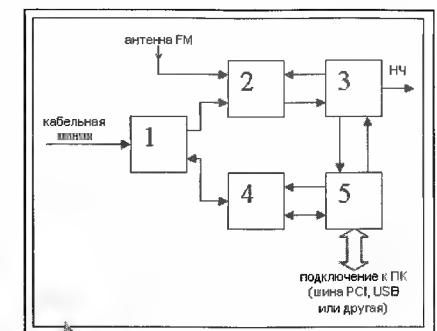 антенна FM
2
3
НЧ
кабельная
1
4
5
подключение к ПК
(шина PCI, USB
или другая)